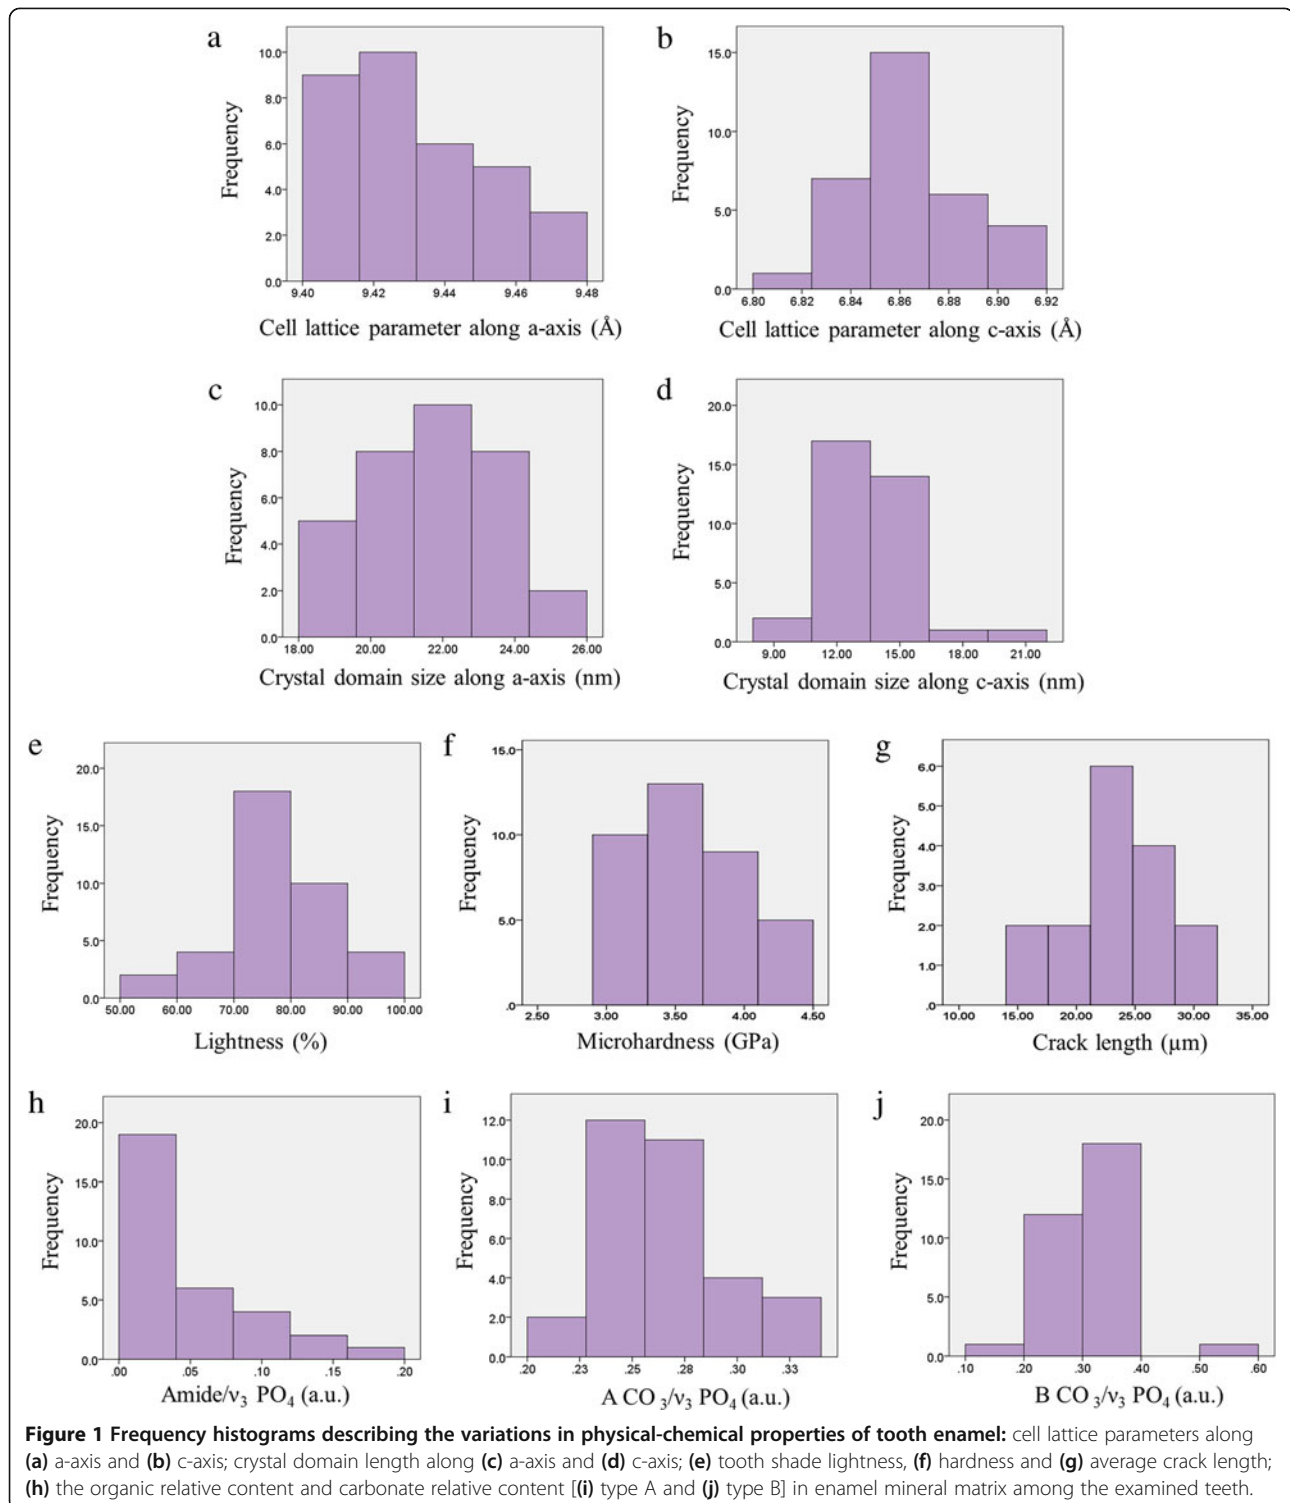 a
10.0
8.0
6.0
4.0
2.0
0.0
Frequency
9.40 9.42 9.44 9.46 9.48
Cell lattice parameter along a-axis (Å)
b
15.0
10.0
5.0
0.0
Frequency
6.80 6.82 6.84 6.86 6.88 6.90 6.92
Cell lattice parameter along c-axis (Å)
c
10.0
8.0
6.0
4.0
2.0
0.0
Frequency
18.00 20.00 22.00 24.00 26.00
Crystal domain size along a-axis (nm)
d
20.0
15.0
10.0
5.0
0.0
Frequency
9.00 12.00 15.00 18.00 21.00
Crystal domain size along c-axis (nm)
e
20.0
15.0
10.0
5.0
0.0
Frequency
50.00 60.00 70.00 80.00 90.00 100.00
Lightness (%)
f
15.0
10.0
5.0
.0
Frequency
2.50 3.00 3.50 4.00 4.50
Microhardness (GPa)
g
6.0
5.0
4.0
3.0
2.0
1.0
.0
Frequency
10.00 15.00 20.00 25.00 30.00 35.00
Crack length (µm)
h
20.0
15.0
10.0
5.0
0.0
Frequency
.00 .05 .10 .15 .20
Amide/ν₃ PO₄ (a.u.)
i
12.0
10.0
8.0
6.0
4.0
2.0
0.0
Frequency
.20 .23 .25 .28 .30 .33
A CO₃/ν₃ PO₄ (a.u.)
j
20.0
15.0
10.0
5.0
0.0
Frequency
.10 .20 .30 .40 .50 .60
B CO₃/ν₃ PO₄ (a.u.)
Figure 1 Frequency histograms describing the variations in physical-chemical properties of tooth enamel: cell lattice parameters along
(a) a-axis and (b) c-axis; crystal domain length along (c) a-axis and (d) c-axis; (e) tooth shade lightness, (f) hardness and (g) average crack length;
(h) the organic relative content and carbonate relative content [(i) type A and (j) type B] in enamel mineral matrix among the examined teeth.